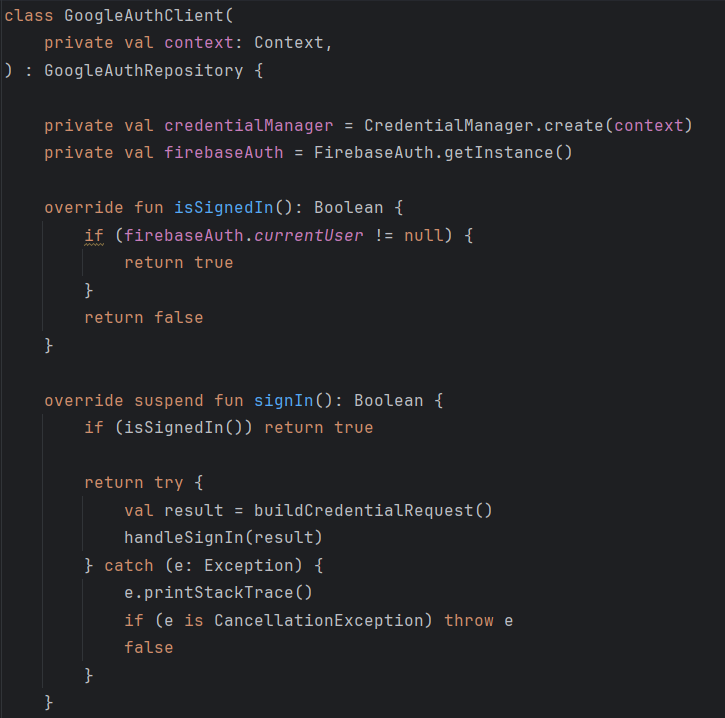 class GoogleAuthClient(
    private val context: Context,
) : GoogleAuthRepository {

    private val credentialManager = CredentialManager.create(context)
    private val firebaseAuth = FirebaseAuth.getInstance()

    override fun isSignedIn(): Boolean {
        if (firebaseAuth.currentUser != null) {
            return true
        }
        return false
    }

    override suspend fun signIn(): Boolean {
        if (isSignedIn()) return true

        return try {
            val result = buildCredentialRequest()
            handleSignIn(result)
        } catch (e: Exception) {
            e.printStackTrace()
            if (e is CancellationException) throw e
            false
        }
    }